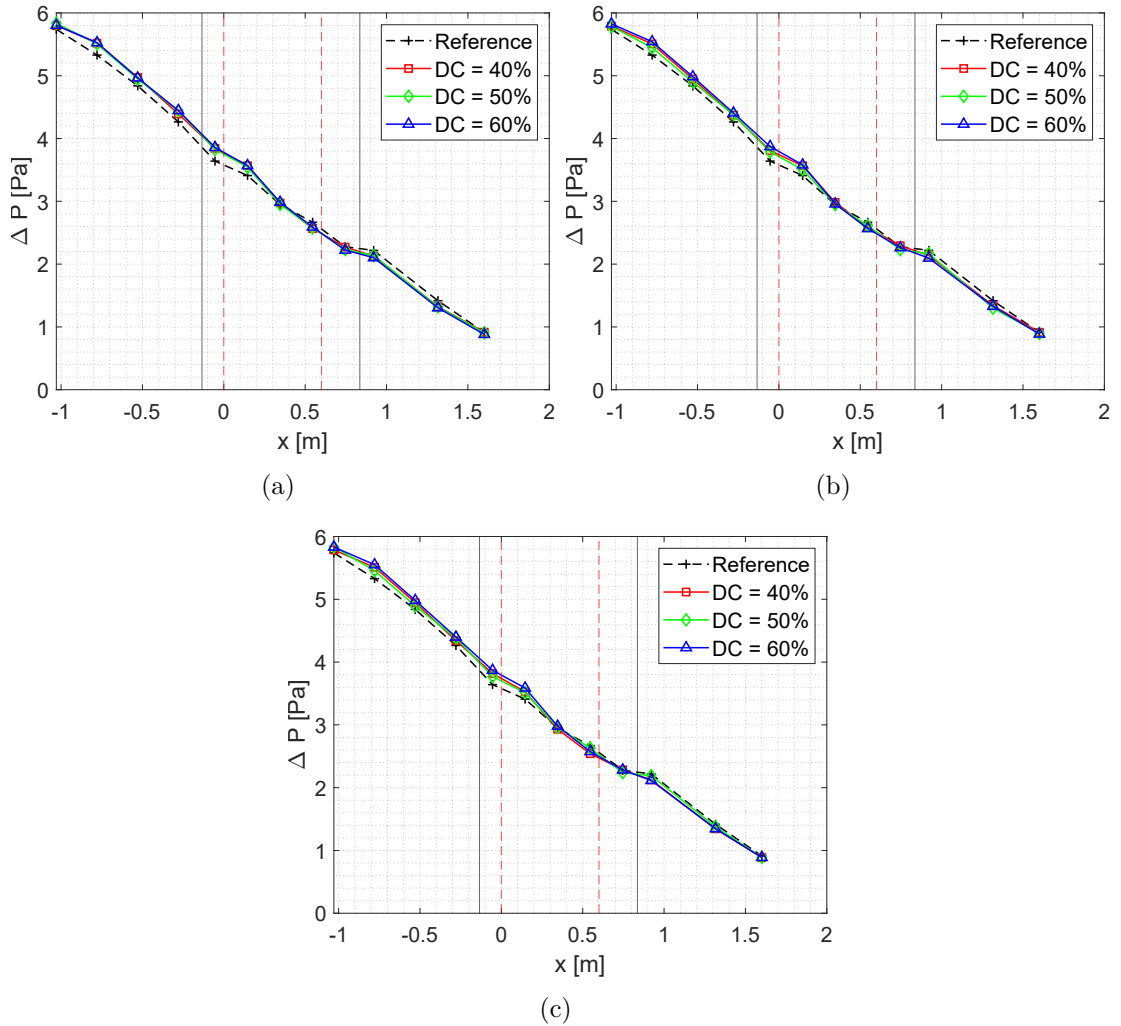 6
5
4
3
2
1
0
Δ P [Pa]
-1
-0.5
0
0.5
1
1.5
2
x [m]
Reference
DC = 40%
DC = 50%
DC = 60%
(a)
6
5
4
3
2
1
0
Δ P [Pa]
-1
-0.5
0
0.5
1
1.5
2
x [m]
Reference
DC = 40%
DC = 50%
DC = 60%
(b)
6
5
4
3
2
1
0
Δ P [Pa]
-1
-0.5
0
0.5
1
1.5
2
x [m]
Reference
DC = 40%
DC = 50%
DC = 60%
(c)